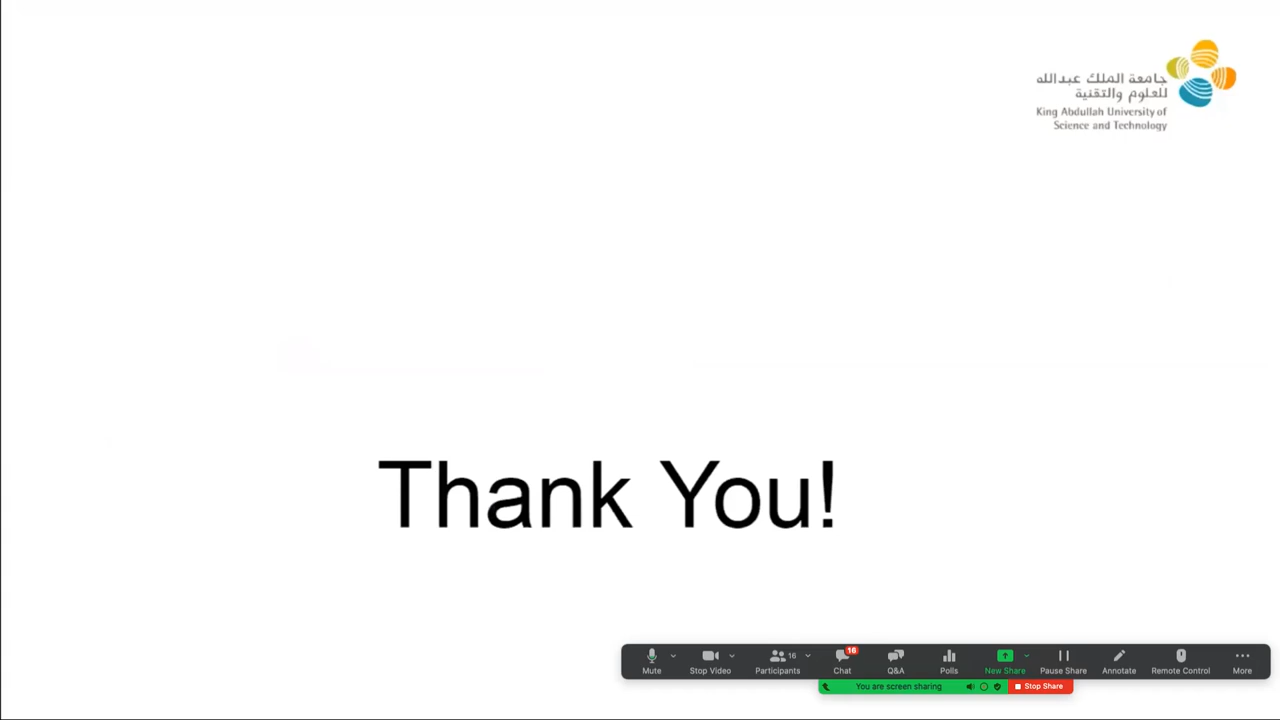 جامعة الملك عبدالله
للعلوم والتقنية
King Abdullah University of
Science and Technology
Thank You!
Mute
Stop Video
16
Participants
16
Chat
Q&A
Polls
New Share
Pause Share
Annotate
Remote Control
More
You are screen sharing
Stop Share